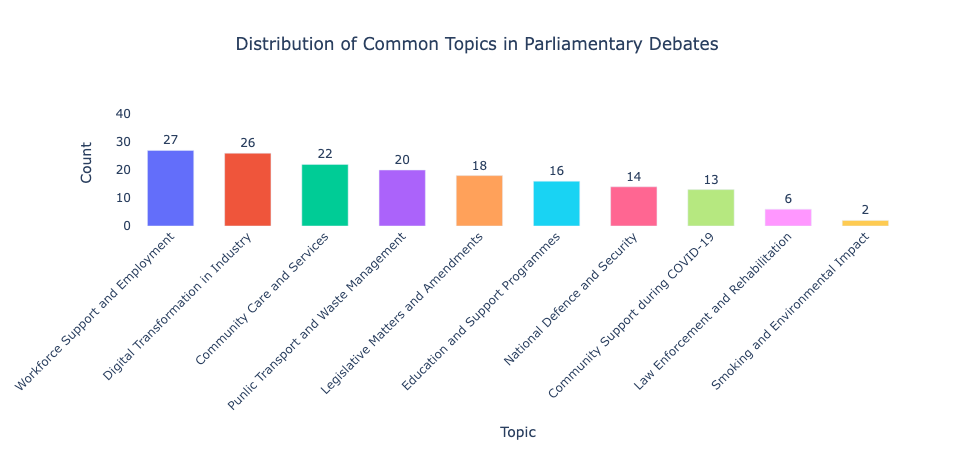 Distribution of Common Topics in Parliamentary Debates
Count
40
30
20
10
0
27
26
22
20
18
16
14
13
6
2
Workforce Support and Employment
Digital Transformation in Industry
Community Care and Services
Punlic Transport and Waste Management
Legislative Matters and Amendments
Education and Support Programmes
National Defence and Security
Community Support during COVID-19
Law Enforcement and Rehabilitation
Smoking and Environmental Impact
Topic